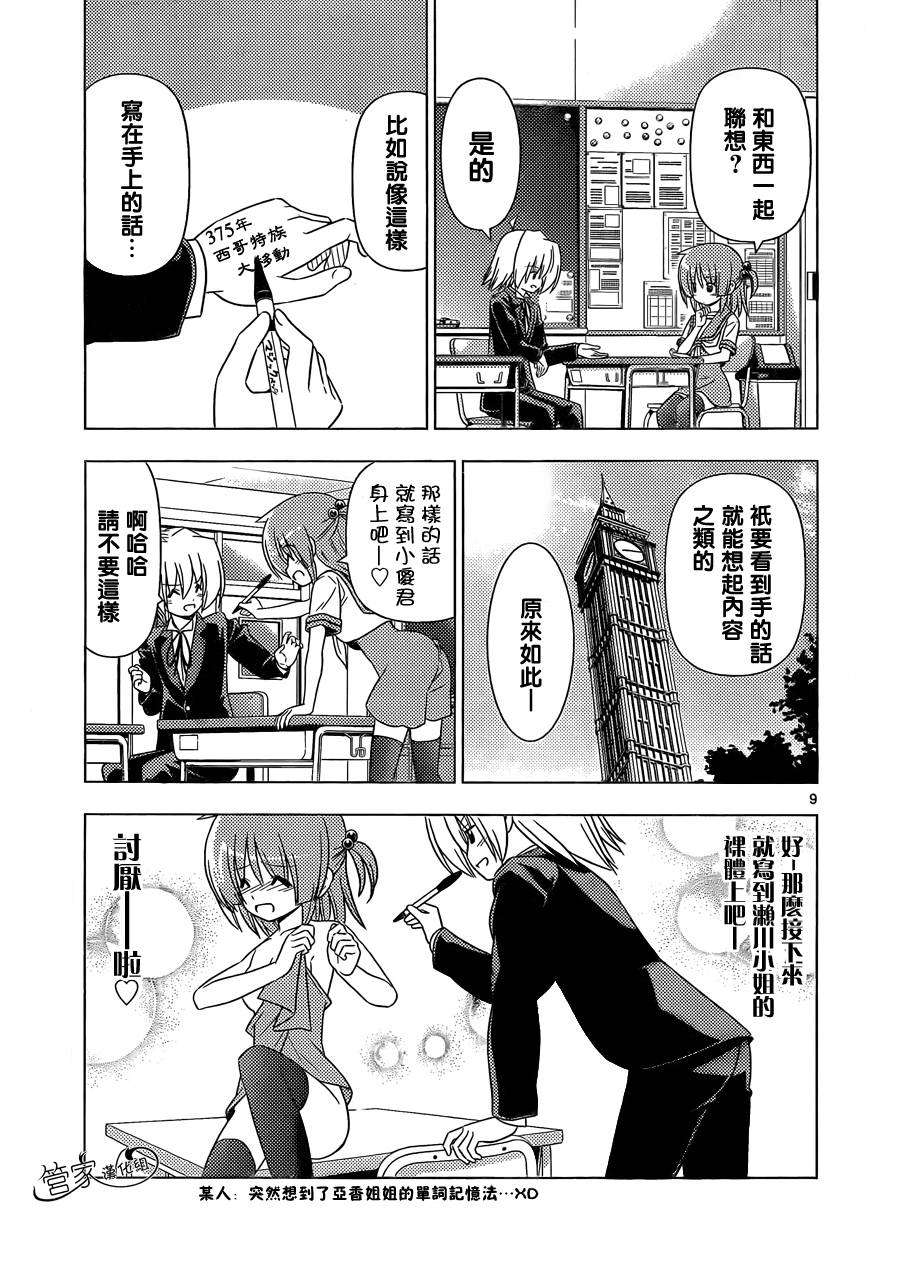 和東西一起
聯想？
是的
比如說像這樣
寫在手上的話…
375年
西哥特族
大移動
祇要看到手的話
就能想起內容
之類的
原來如此ー
那樣的話
就寫到小傻君
身上吧ー♡
啊哈哈
請不要這樣
9
好-那麼接下來
就寫到瀨川小姐的
裸體上吧ー
討厭ー啦♡
管家漢化組
某人：突然想到了亞香姐姐的單詞記憶法…XD